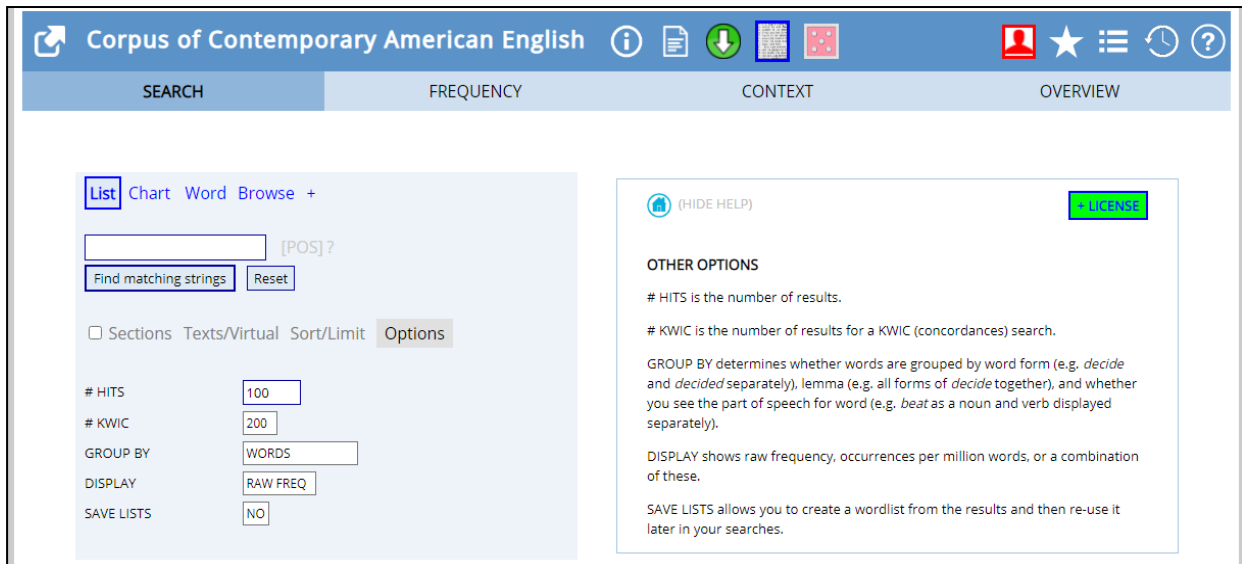 Corpus of Contemporary American English
SEARCH FREQUENCY CONTEXT OVERVIEW
List Chart Word Browse +
[POS] ?
Find matching strings Reset
Sections Texts/Virtual Sort/Limit Options
# HITS 100
# KWIC 200
GROUP BY WORDS
DISPLAY RAW FREQ
SAVE LISTS NO
(HIDE HELP) + LICENSE
OTHER OPTIONS
# HITS is the number of results.
# KWIC is the number of results for a KWIC (concordances) search.
GROUP BY determines whether words are grouped by word form (e.g. decide
and decided separately), lemma (e.g. all forms of decide together), and whether
you see the part of speech for word (e.g. beat as a noun and verb displayed
separately).
DISPLAY shows raw frequency, occurrences per million words, or a combination
of these.
SAVE LISTS allows you to create a wordlist from the results and then re-use it
later in your searches.